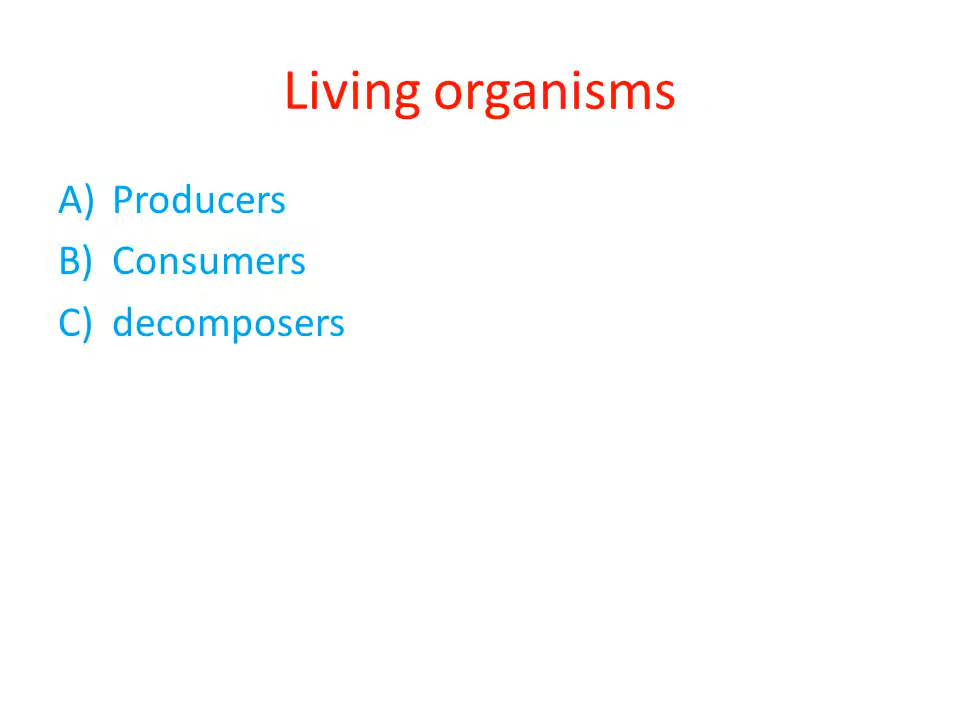 Living organisms
A) Producers
B) Consumers
C) decomposers